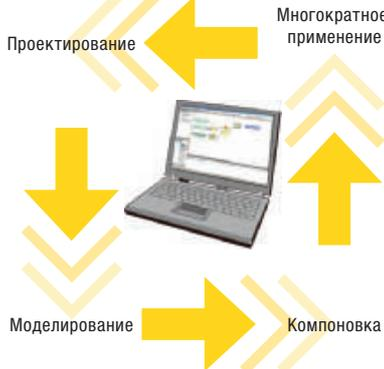 Многократное
применение
Проектирование
Моделирование
Компоновка